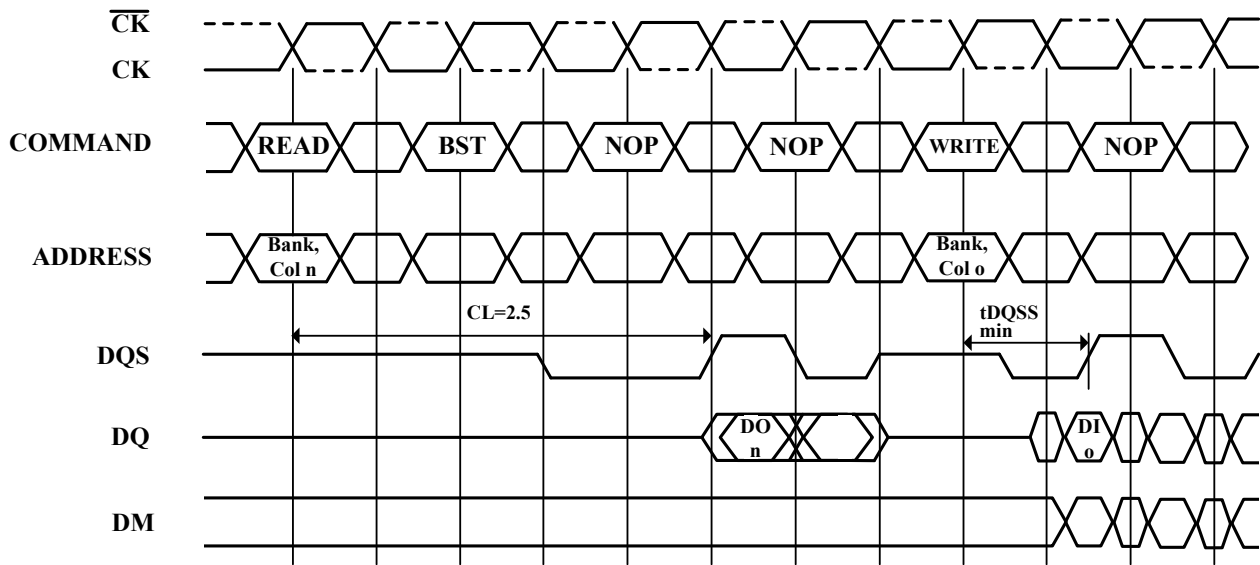 CK
CK
COMMAND
READ
BST
NOP
NOP
WRITE
NOP
ADDRESS
Bank,
Col n
Bank,
Col o
CL=2.5
tDQSS
min
DQS
DQ
DO
n
DI
o
DM